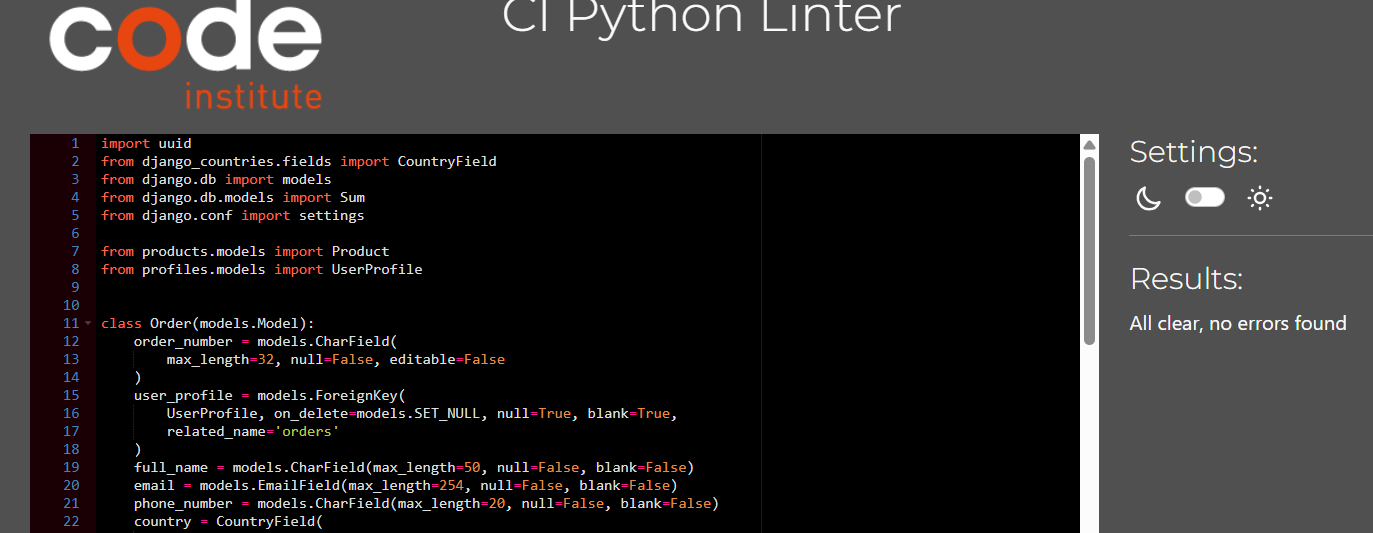 code
institute
CI Python Linter
1 import uuid
2 from django_countries.fields import CountryField
3 from django.db import models
4 from django.db.models import Sum
5 from django.conf import settings
6
7 from products.models import Product
8 from profiles.models import UserProfile
9
10
11 class Order(models.Model):
12     order_number = models.CharField(
13         max_length=32, null=False, editable=False
14     )
15     user_profile = models.ForeignKey(
16         UserProfile, on_delete=models.SET_NULL, null=True, blank=True,
17         related_name='orders'
18     )
19     full_name = models.CharField(max_length=50, null=False, blank=False)
20     email = models.EmailField(max_length=254, null=False, blank=False)
21     phone_number = models.CharField(max_length=20, null=False, blank=False)
22     country = CountryField(
Settings:
Results:
All clear, no errors found